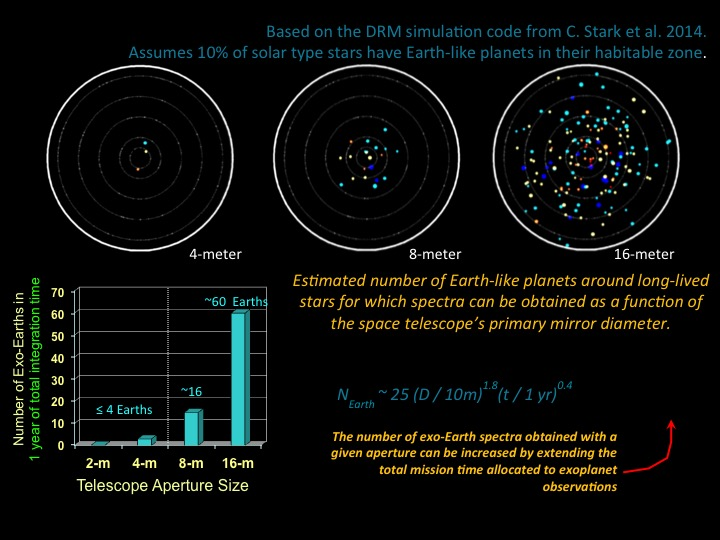 Based on the DRM simulation code from C. Stark et al. 2014.
Assumes 10% of solar type stars have Earth-like planets in their habitable zone.
4-meter
8-meter
16-meter
Estimated number of Earth-like planets around long-lived
stars for which spectra can be obtained as a function of
the space telescope's primary mirror diameter.
Number of Exo-Earths in
1 year of total integration time
70
60
50
40
30
20
10
0
~60 Earths
~16
≤ 4 Earths
2-m 4-m 8-m 16-m
Telescope Aperture Size
N_Earth ~ 25 (D / 10m)^1.8 (t / 1 yr)^0.4
The number of exo-Earth spectra obtained with a
given aperture can be increased by extending the
total mission time allocated to exoplanet
observations